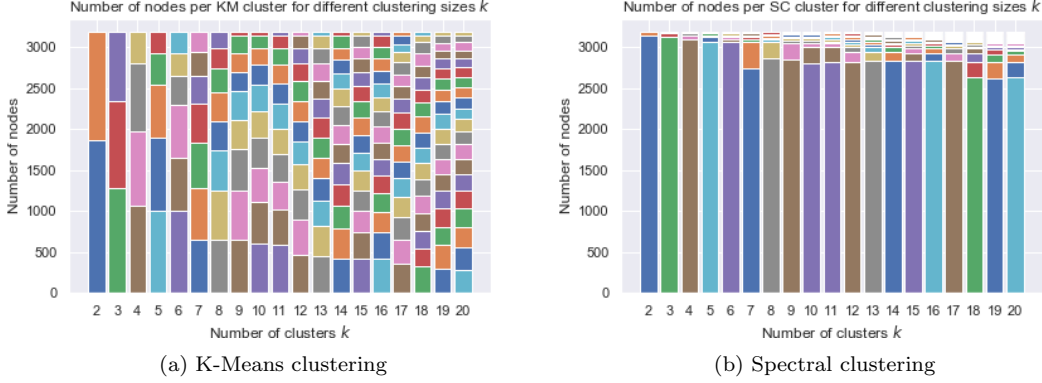 Number of nodes per KM cluster for different clustering sizes k
Number of nodes
3000
2500
2000
1500
1000
500
0
2 3 4 5 6 7 8 9 10 11 12 13 14 15 16 17 18 19 20
Number of clusters k
(a) K-Means clustering
Number of nodes per SC cluster for different clustering sizes k
Number of nodes
3000
2500
2000
1500
1000
500
0
2 3 4 5 6 7 8 9 10 11 12 13 14 15 16 17 18 19 20
Number of clusters k
(b) Spectral clustering